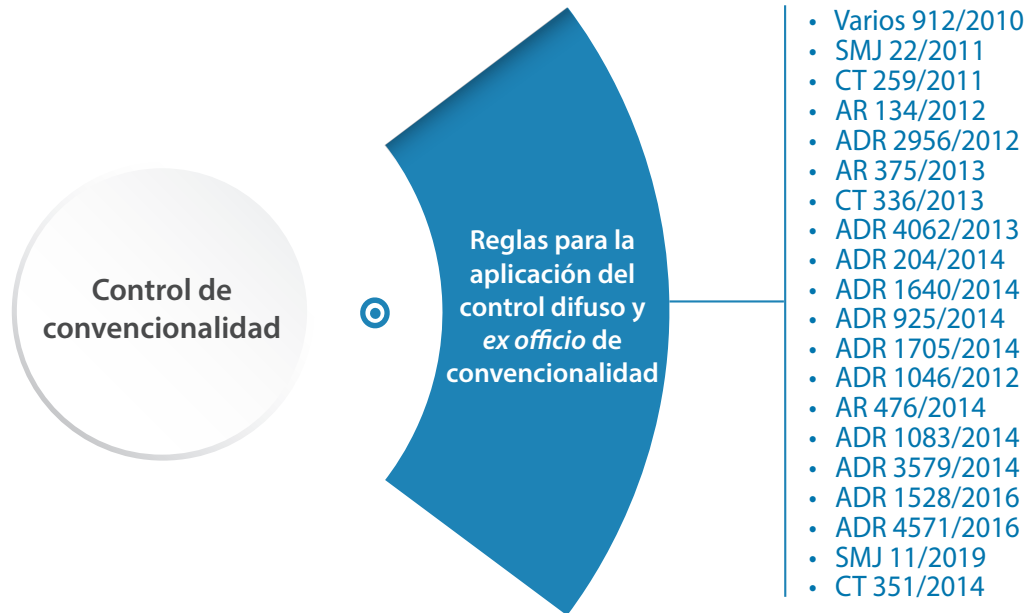 Control de
convencionalidad
Reglas para la
aplicación del
control difuso y
ex officio de
convencionalidad
• Varios 912/2010
• SMJ 22/2011
• CT 259/2011
• AR 134/2012
• ADR 2956/2012
• AR 375/2013
• CT 336/2013
• ADR 4062/2013
• ADR 204/2014
• ADR 1640/2014
• ADR 925/2014
• ADR 1705/2014
• ADR 1046/2012
• AR 476/2014
• ADR 1083/2014
• ADR 3579/2014
• ADR 1528/2016
• ADR 4571/2016
• SMJ 11/2019
• CT 351/2014